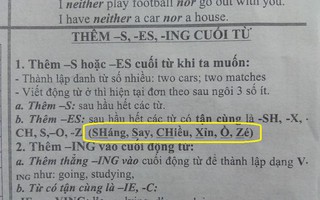 I neither play football nor go out with you.
I have neither a car nor a house.
THÊM –S, -ES, -ING CUỐI TỪ
1. Thêm –S hoặc –ES cuối từ khi ta muốn:
- Thành lập danh từ số nhiều: two cars; two matches
- Viết động từ ở thì hiện tại đơn theo sau ngôi 3 số ít.
a. Thêm –S: sau hầu hết các từ.
b. Thêm –ES: sau hầu hết các từ có tận cùng là -SH, -X, -
CH, S,-O, -Z (SHáng, Say, CHiều, Xỉn, Ồ, Zé)
2. Thêm –ING vào cuối động từ:
a. Thêm thẳng –ING vào cuối động từ để thành lập dạng V-
ING như: going, studying,
b. Từ có tận cùng là –IE, -C: